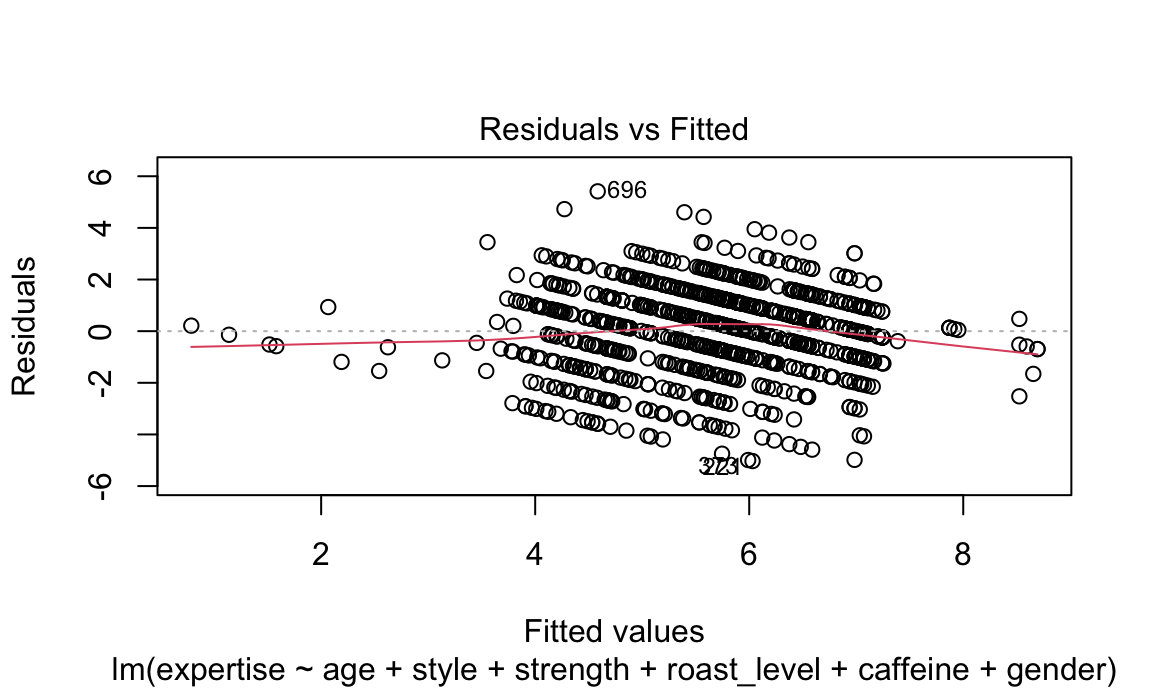 Residuals vs Fitted
6
4
2
0
-2
-6
Residuals
696
2
4
6
8
Fitted values
lm(expertise ~ age + style + strength + roast_level + caffeine + gender)